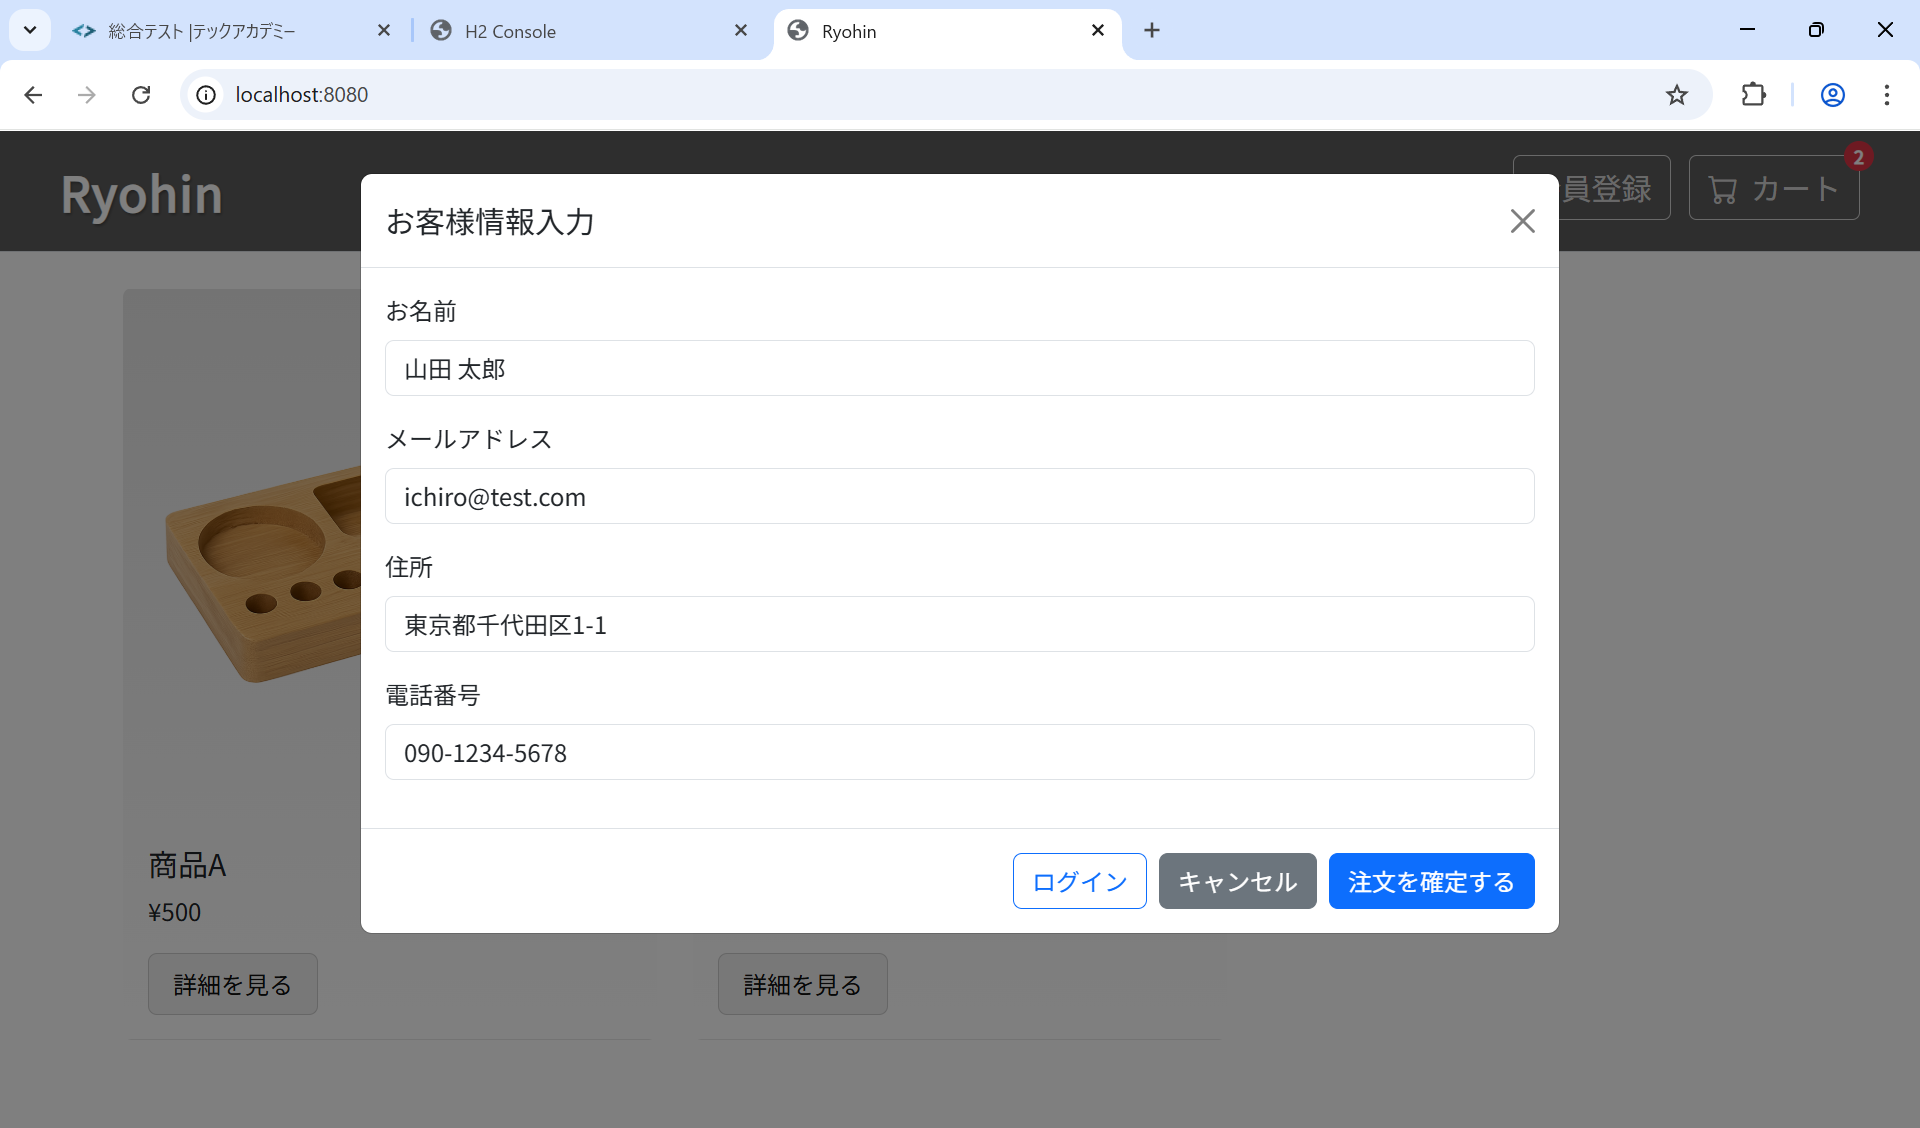 総合テスト |テックアカデミー
H2 Console
Ryohin
localhost:8080
Ryohin
員登録
カート
2
お客様情報入力
お名前
山田 太郎
メールアドレス
ichiro@test.com
住所
東京都千代田区1-1
電話番号
090-1234-5678
ログイン
キャンセル
注文を確定する
商品A
¥500
詳細を見る
詳細を見る